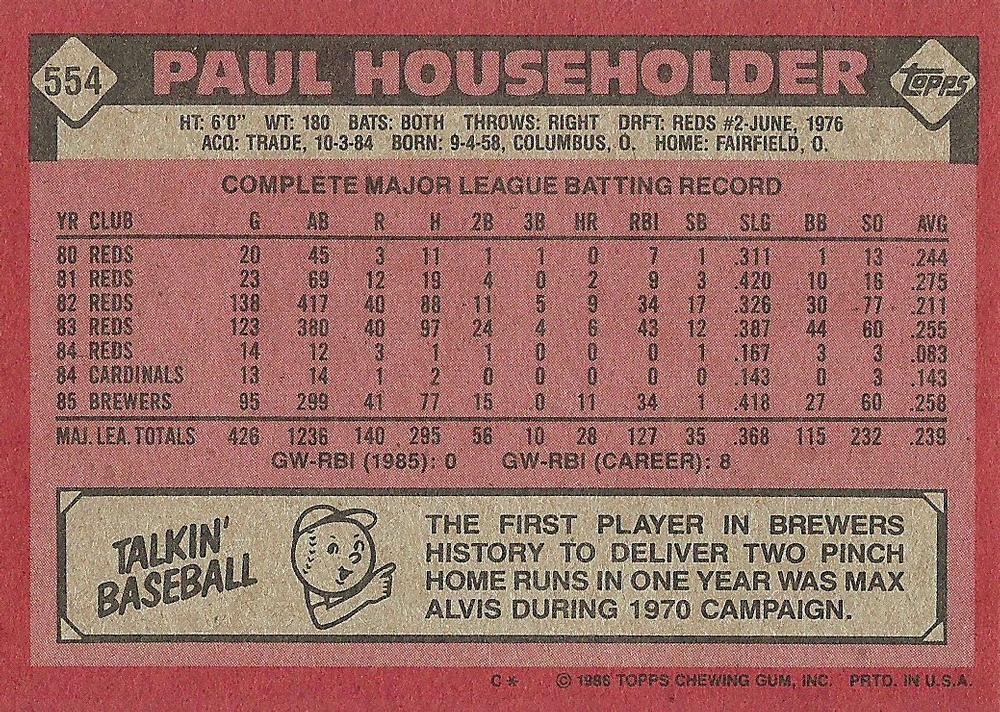 554
PAUL HOUSEHOLDER
TOPPS
HT: 6'0" WT: 180 BATS: BOTH THROWS: RIGHT DRFT: REDS #2-JUNE, 1976
ACQ: TRADE, 10-3-84 BORN: 9-4-58, COLUMBUS, O. HOME: FAIRFIELD, O.
COMPLETE MAJOR LEAGUE BATTING RECORD
YR CLUB G AB R H 2B 3B HR RBI SB SLG BB SO AVG
80 REDS 20 45 3 11 1 1 0 7 1 .311 1 13 .244
81 REDS 23 69 12 19 4 0 2 9 3 .420 10 16 .275
82 REDS 138 417 40 88 11 5 9 34 17 .326 30 77 .211
83 REDS 123 380 40 97 24 4 6 43 12 .387 44 60 .255
84 REDS 14 12 3 1 1 0 0 0 1 .167 3 3 .083
84 CARDINALS 13 14 1 2 0 0 0 0 0 .143 0 3 .143
85 BREWERS 95 299 41 77 15 0 11 34 1 .418 27 60 .258
MAJ. LEA. TOTALS 426 1236 140 295 56 10 28 127 35 .368 115 232 .239
GW-RBI (1985): 0 GW-RBI (CAREER): 8
TALKIN'
BASEBALL
THE FIRST PLAYER IN BREWERS
HISTORY TO DELIVER TWO PINCH
HOME RUNS IN ONE YEAR WAS MAX
ALVIS DURING 1970 CAMPAIGN.
C* © 1986 TOPPS CHEWING GUM, INC. PRTD. IN U.S.A.